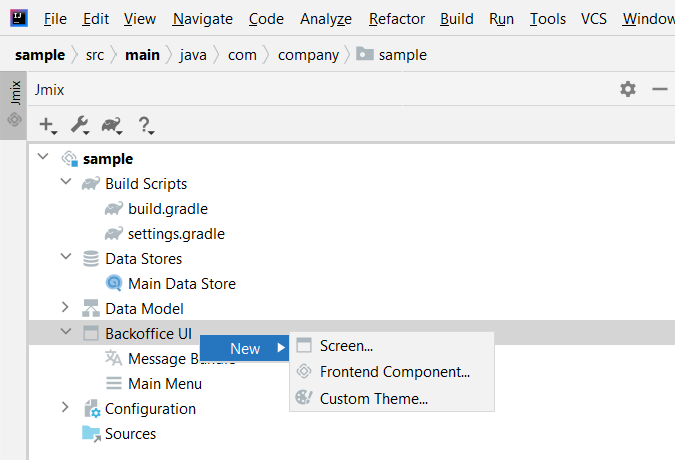 IJ File Edit View Navigate Code Analyze Refactor Build Run Tools VCS Window
sample src main java com company sample
Jmix
Jmix
sample
Build Scripts
build.gradle
settings.gradle
Data Stores
Main Data Store
Data Model
Backoffice UI
New
Screen...
Frontend Component...
Custom Theme...
Message
Main Menu
Configuration
Sources